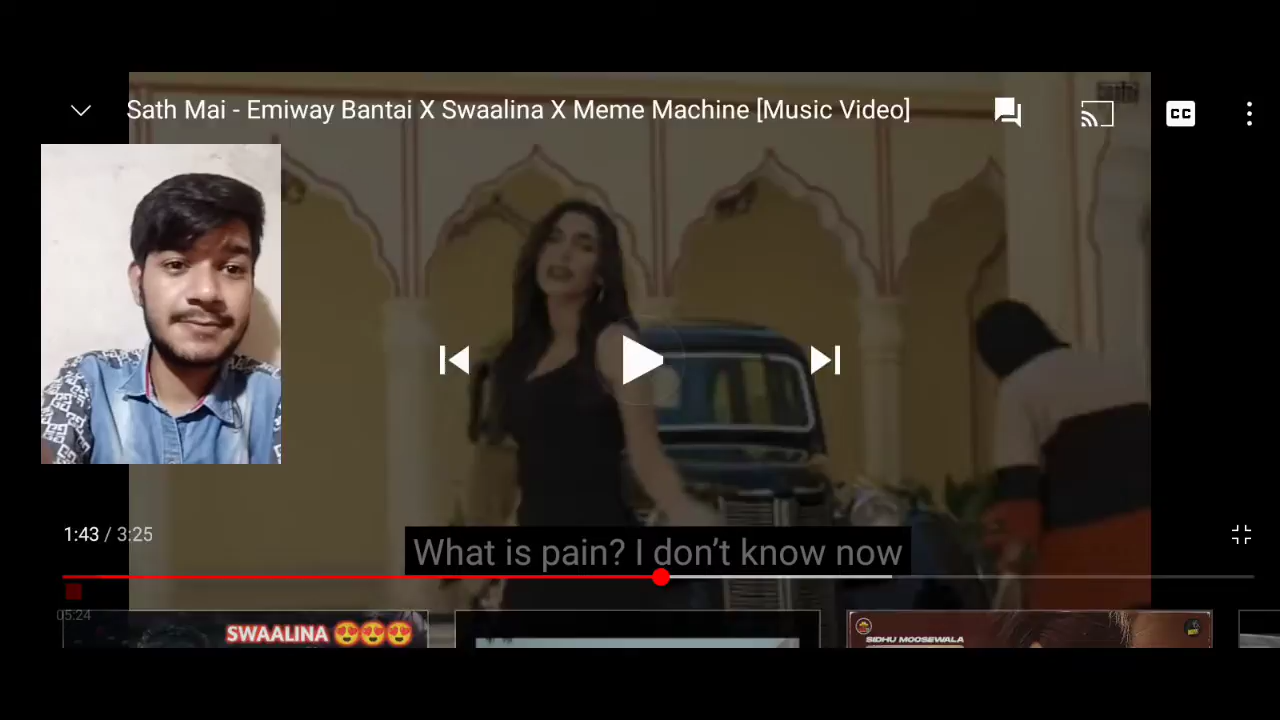 Sath Mai - Emiway Bantai X Swaalina X Meme Machine [Music Video]
CC
1:43 / 3:25
What is pain? I don’t know now
05:24
SWAALINA 😍😍😍
SIDHU MOOSEWALA